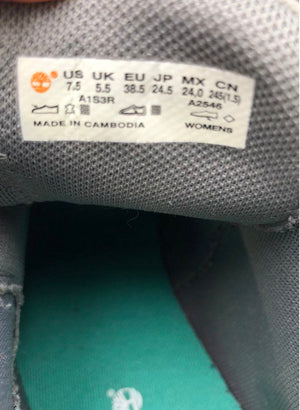 US UK EU JP MX CN
7.5 5.5 38.5 24.5 24.0 245(1.5)
A1S3R A2546
MADE IN CAMBODIA WOMENS